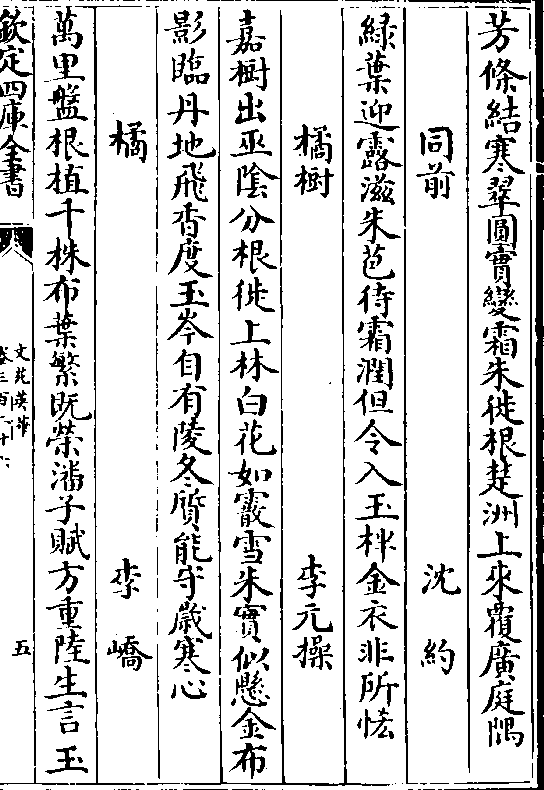 芳條結寒翠圓實變霜朱徙根楚洲上來覆廣庭隅
同前 沈約
緑葉迎露滋朱苞待霜潤但令入玉柈金衣非所恡
橘樹 李元操
嘉樹出巫陰分根徙上林白花如霰雪朱實似懸金布
影臨丹地飛香度玉岑自有陵冬質能守歳寒心
橘 李嶠
萬里盤根植千株布葉繁既榮潘子賦方重陸生言玉
欽定四庫全書
文苑英華
卷三百二十六
五